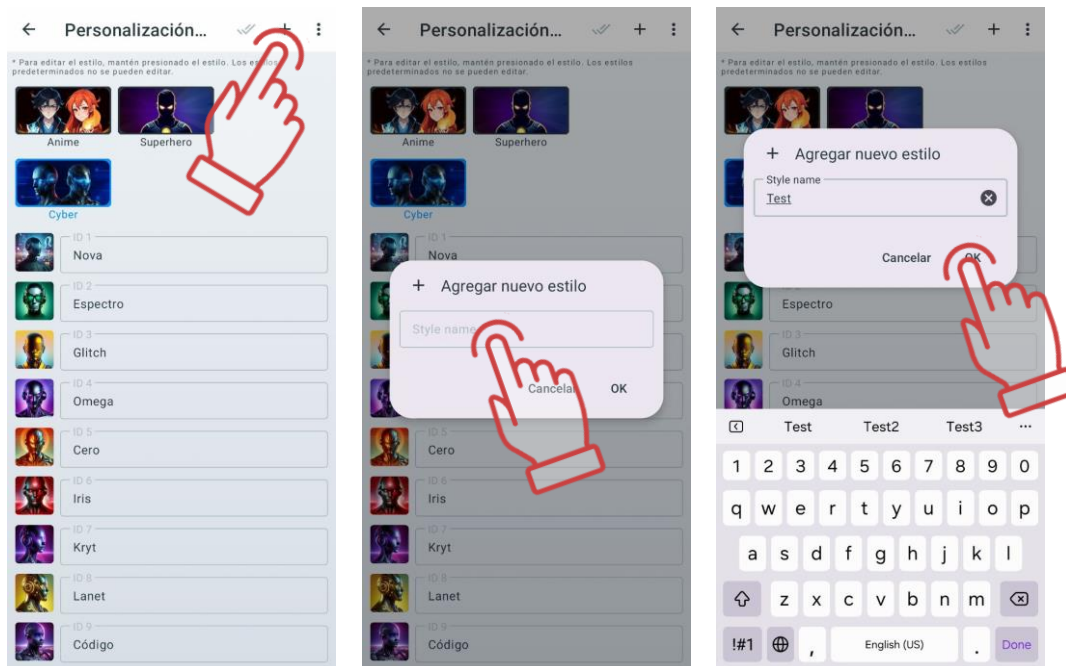 Personalización...
* Para editar el estilo, mantén presionado el estilo. Los estilos
predeterminados no se pueden editar.
Anime
Superhero
Cyber
ID 1
Nova
ID 2
Espectro
ID 3
Glitch
ID 4
Omega
ID 5
Cero
ID 6
Iris
ID 7
Kryt
ID 8
Lanet
ID 9
Código
Personalización...
* Para editar el estilo, mantén presionado el estilo. Los estilos
predeterminados no se pueden editar.
Anime
Superhero
Cyber
ID 1
Nova
+ Agregar nuevo estilo
Style name
Cancelar
OK
ID 5
Cero
ID 6
Iris
ID 7
Kryt
ID 8
Lanet
ID 9
Código
Personalización...
* Para editar el estilo, mantén presionado el estilo. Los estilos
predeterminados no se pueden editar.
+ Agregar nuevo estilo
Style name
Test
Cancelar
OK
Espectro
ID 3
Glitch
ID 4
Omega
Test Test2 Test3 ...
1 2 3 4 5 6 7 8 9 0
q w e r t y u i o p
a s d f g h j k l
z x c v b n m
!#1 , English (US) . Done